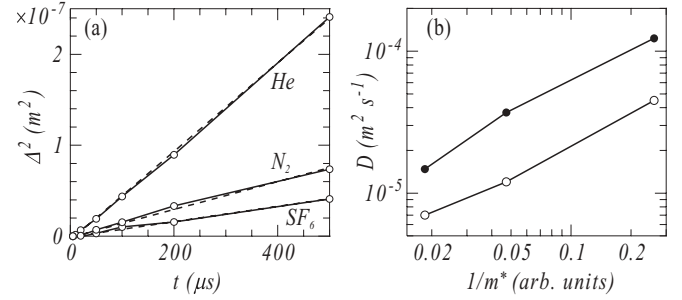 ×10⁻⁷
(a)
2
He
1
N₂
SF₆
0
0 200 400
t (μs)
Δ² (m²)
(b)
10⁻⁴
10⁻⁵
D (m² s⁻¹)
0.02 0.05 0.1 0.2
1/m* (arb. units)